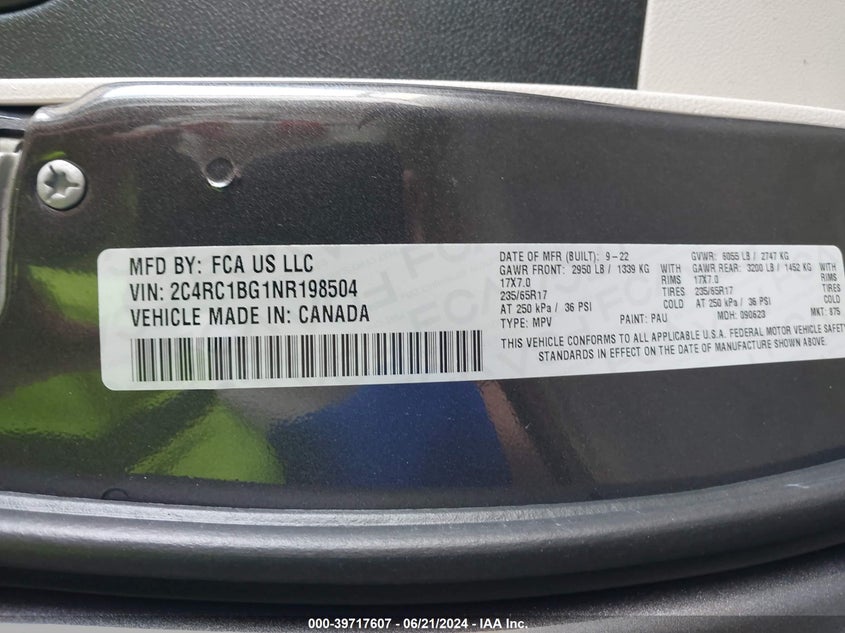 MFD BY: FCA US LLC
VIN: 2C4RC1BG1NR198504
VEHICLE MADE IN: CANADA
DATE OF MFR (BUILT): 9-22 GVWR: 6055 LB / 2747 KG
GAWR FRONT: 2950 LB / 1339 KG WITH GAWR REAR: 3200 LB / 1452 KG WITH
17X7.0 RIMS 17X7.0 RIMS
235/65R17 TIRES 235/65R17 TIRES
AT 250 kPa / 36 PSI COLD AT 250 kPa / 36 PSI COLD
TYPE: MPV PAINT: PAU MDH: 090623 MKT: 875
THIS VEHICLE CONFORMS TO ALL APPLICABLE U.S.A. FEDERAL MOTOR VEHICLE SAFETY
STANDARDS IN EFFECT ON THE DATE OF MANUFACTURE SHOWN ABOVE.
000-39717607 - 06/21/2024 - IAA Inc.